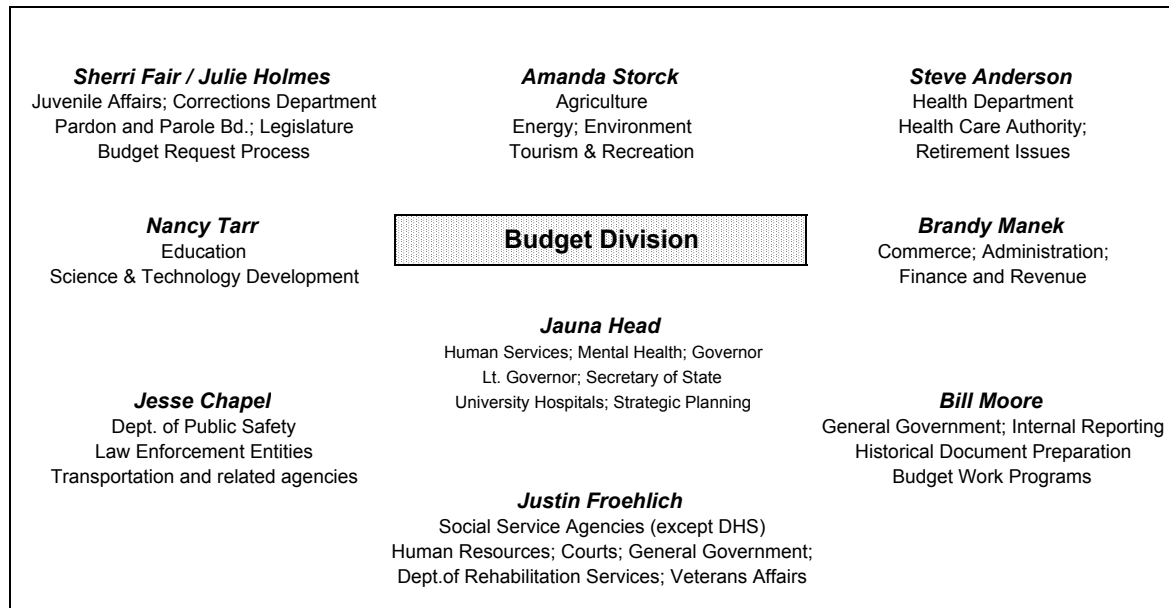 Sherri Fair / Julie Holmes
Juvenile Affairs; Corrections Department
Pardon and Parole Bd.; Legislature
Budget Request Process
Amanda Storck
Agriculture
Energy; Environment
Tourism & Recreation
Steve Anderson
Health Department
Health Care Authority;
Retirement Issues
Nancy Tarr
Education
Science & Technology Development
Budget Division
Brandy Manek
Commerce; Administration;
Finance and Revenue
Jauna Head
Human Services; Mental Health; Governor
Lt. Governor; Secretary of State
University Hospitals; Strategic Planning
Jesse Chapel
Dept. of Public Safety
Law Enforcement Entities
Transportation and related agencies
Bill Moore
General Government; Internal Reporting
Historical Document Preparation
Budget Work Programs
Justin Froehlich
Social Service Agencies (except DHS)
Human Resources; Courts; General Government;
Dept.of Rehabilitation Services; Veterans Affairs